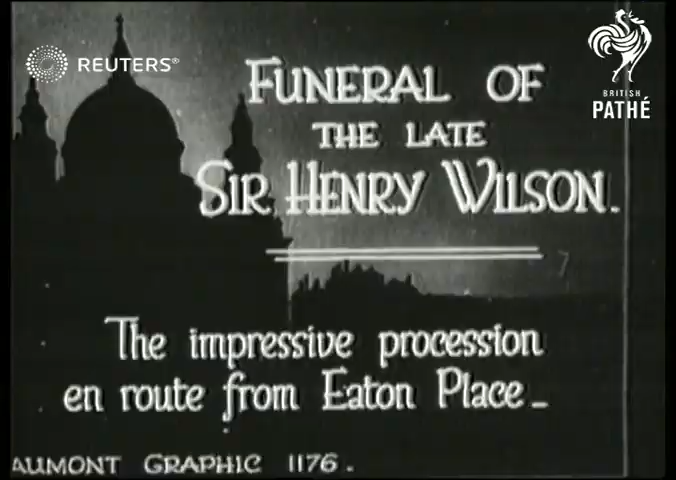 REUTERS®
BRITISH
PATHÉ
FUNERAL OF
THE LATE
SIR HENRY WILSON.
The impressive procession
en route from Eaton Place_
AUMONT GRAPHIC 1176.